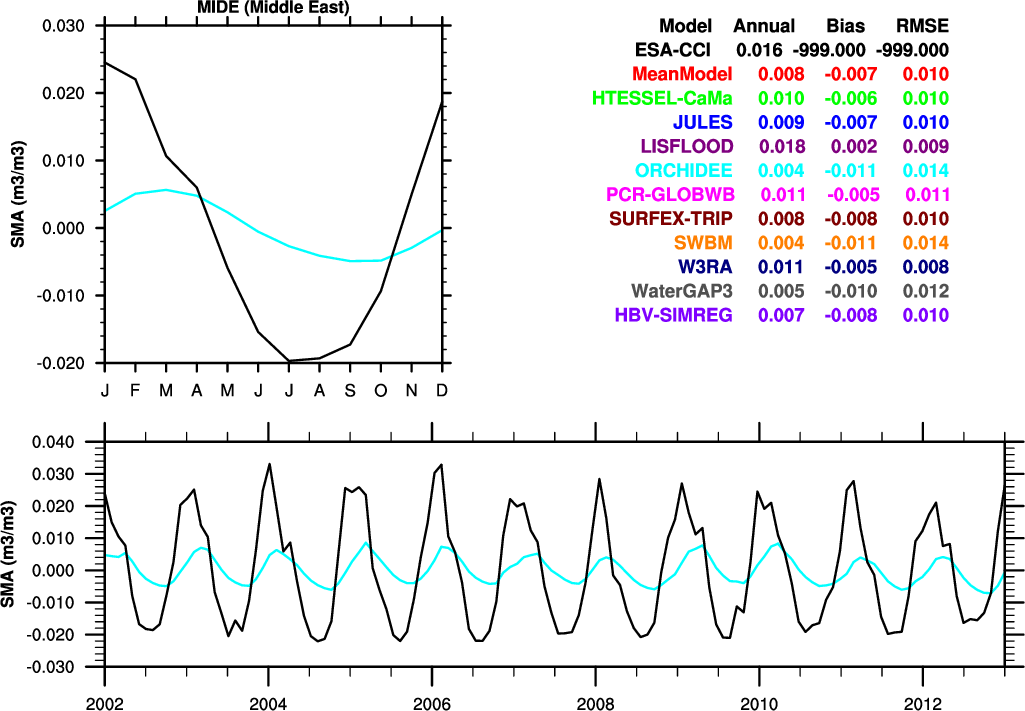 MIDE (Middle East)
0.030
0.020
0.010
0.000
-0.010
-0.020
SMA (m3/m3)
J F M A M J J A S O N D
Model Annual Bias RMSE
ESA-CCI 0.016 -999.000 -999.000
MeanModel 0.008 -0.007 0.010
HTESSEL-CaMa 0.010 -0.006 0.010
JULES 0.009 -0.007 0.010
LISFLOOD 0.018 0.002 0.009
ORCHIDEE 0.004 -0.011 0.014
PCR-GLOBWB 0.011 -0.005 0.011
SURFEX-TRIP 0.008 -0.008 0.010
SWBM 0.004 -0.011 0.014
W3RA 0.011 -0.005 0.008
WaterGAP3 0.005 -0.010 0.012
HBV-SIMREG 0.007 -0.008 0.010
0.040
0.030
0.020
0.010
0.000
-0.010
-0.020
-0.030
SMA (m3/m3)
2002 2004 2006 2008 2010 2012